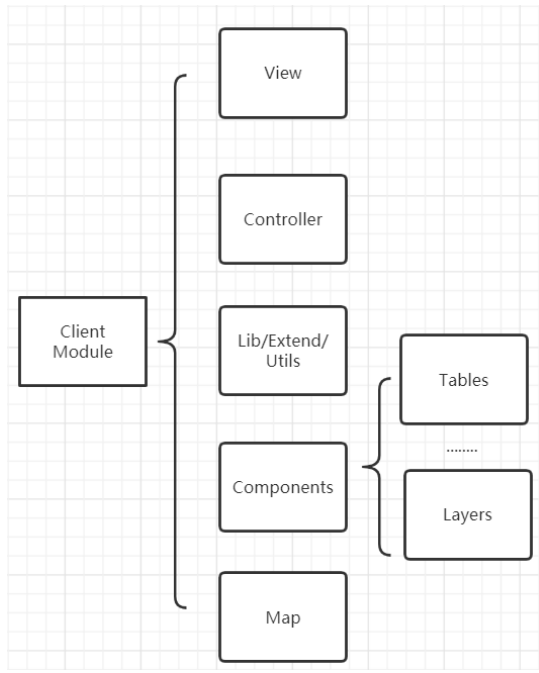 View
Controller
Client
Module
Lib/Extend/
Utils
Tables
........
Components
Layers
Map